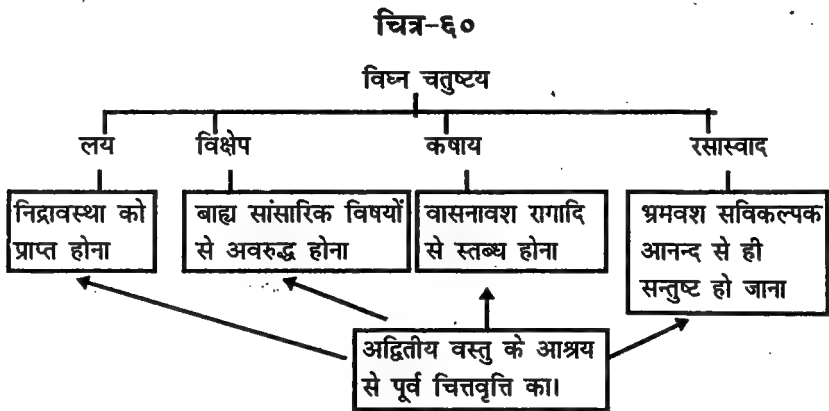 चित्र-६०
विघ्न चतुष्टय
लय विक्षेप कषाय रसास्वाद
निद्रावस्था को
प्राप्त होना
बाह्य सांसारिक विषयों
से अवरुद्ध होना
वासनावश रागादि
से स्तब्ध होना
भ्रमवश सविकल्पक
आनन्द से ही
सन्तुष्ट हो जाना
अद्वितीय वस्तु के आश्रय
से पूर्व चित्तवृत्ति का।